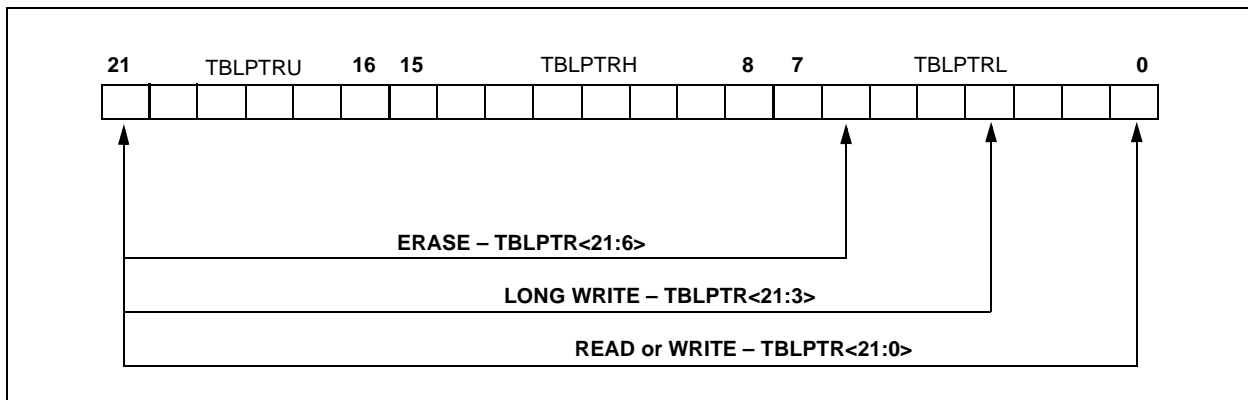 21 TBLPTRU 16 15 TBLPTRH 8 7 TBLPTRL 0
ERASE – TBLPTR<21:6>
LONG WRITE – TBLPTR<21:3>
READ or WRITE – TBLPTR<21:0>